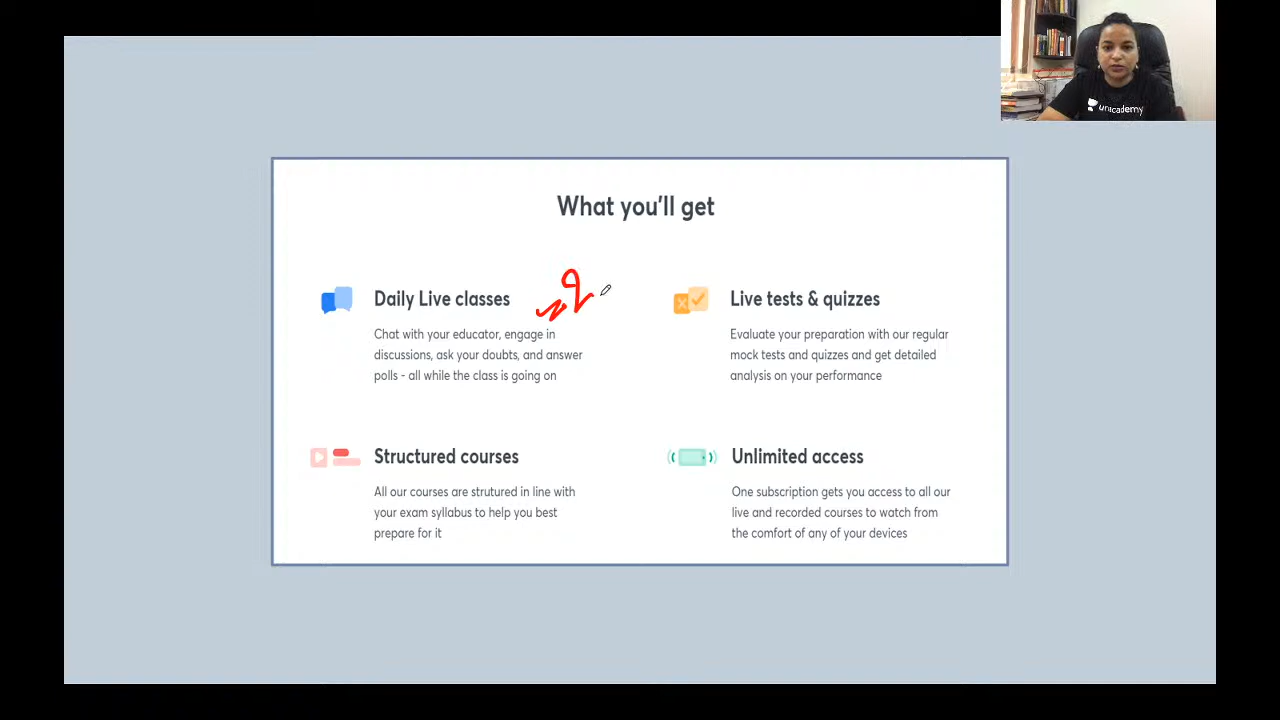 unacademy
What you'll get
Daily Live classes
Chat with your educator, engage in
discussions, ask your doubts, and answer
polls - all while the class is going on
Live tests & quizzes
Evaluate your preparation with our regular
mock tests and quizzes and get detailed
analysis on your performance
Structured courses
All our courses are strutured in line with
your exam syllabus to help you best
prepare for it
Unlimited access
One subscription gets you access to all our
live and recorded courses to watch from
the comfort of any of your devices